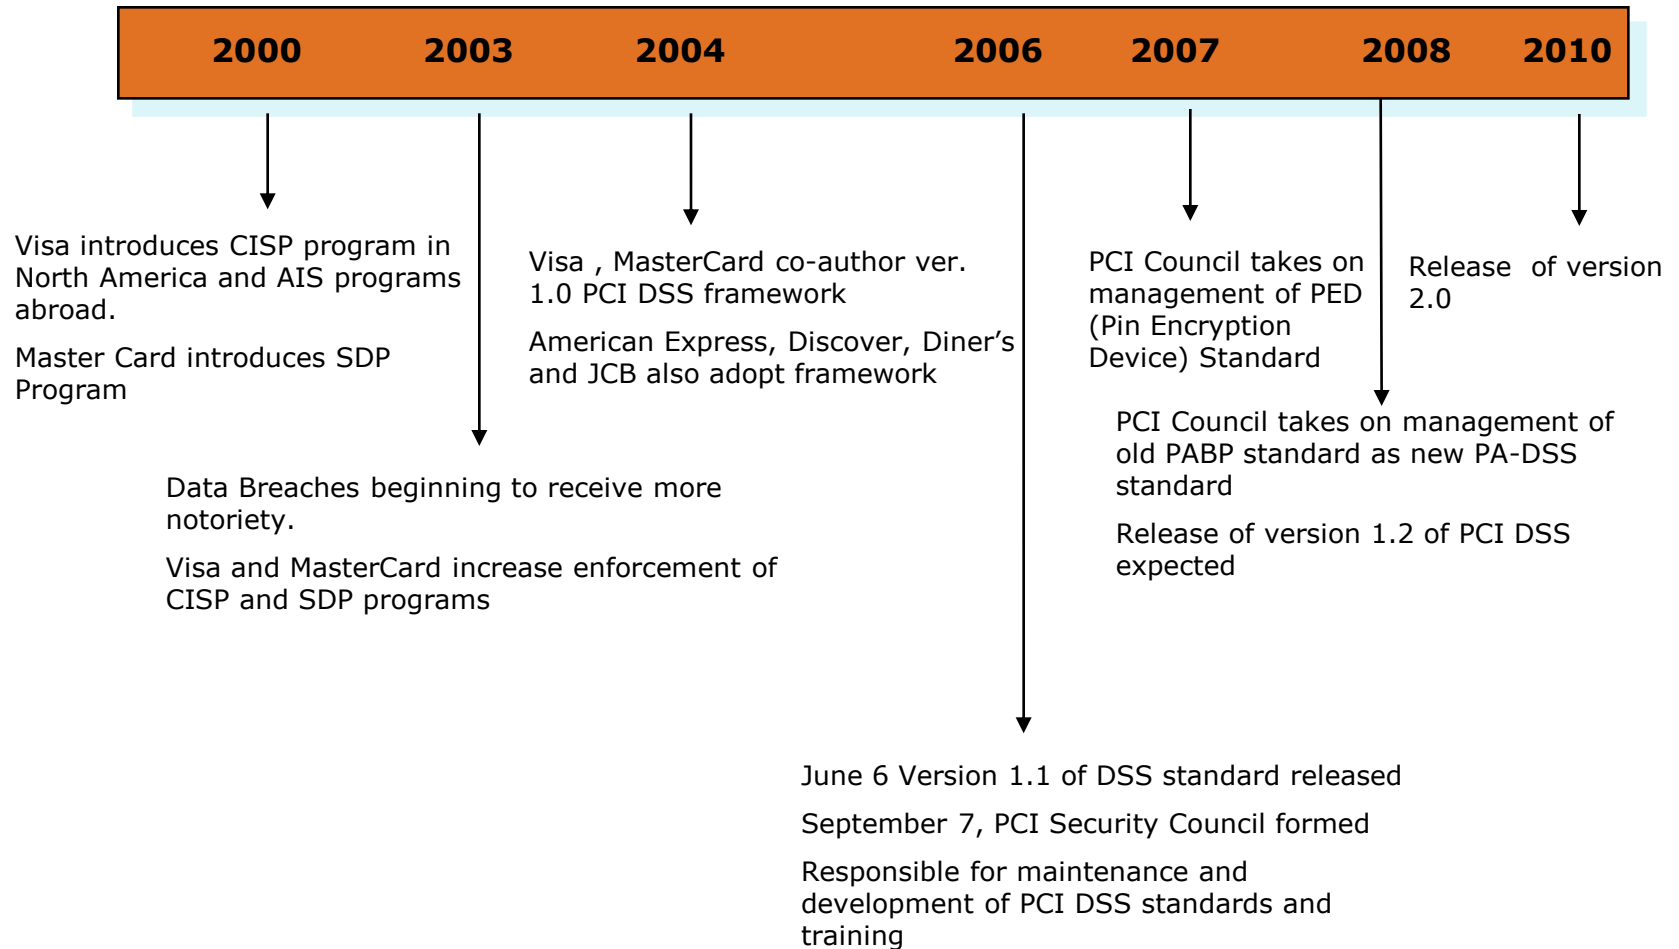 2000 2003 2004 2006 2007 2008 2010
Visa introduces CISP program in
North America and AIS programs
abroad.
Master Card introduces SDP
Program
Data Breaches beginning to receive more
notoriety.
Visa and MasterCard increase enforcement of
CISP and SDP programs
Visa , MasterCard co-author ver.
1.0 PCI DSS framework
American Express, Discover, Diner’s
and JCB also adopt framework
June 6 Version 1.1 of DSS standard released
September 7, PCI Security Council formed
Responsible for maintenance and
development of PCI DSS standards and
training
PCI Council takes on
management of PED
(Pin Encryption
Device) Standard
PCI Council takes on management of
old PABP standard as new PA-DSS
standard
Release of version 1.2 of PCI DSS
expected
Release of version
2.0